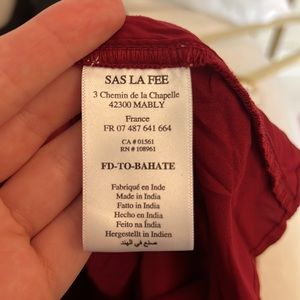 SAS LA FEE
3 Chemin de la Chapelle
42300 MABLY
France
FR 07 487 641 664
CA # 01561
RN # 108961
FD-TO-BAHATE
Fabriqué en Inde
Made in India
Fatto in India
Hecho en India
Feito na Índia
Hergestellt in Indien
صنع في الهند